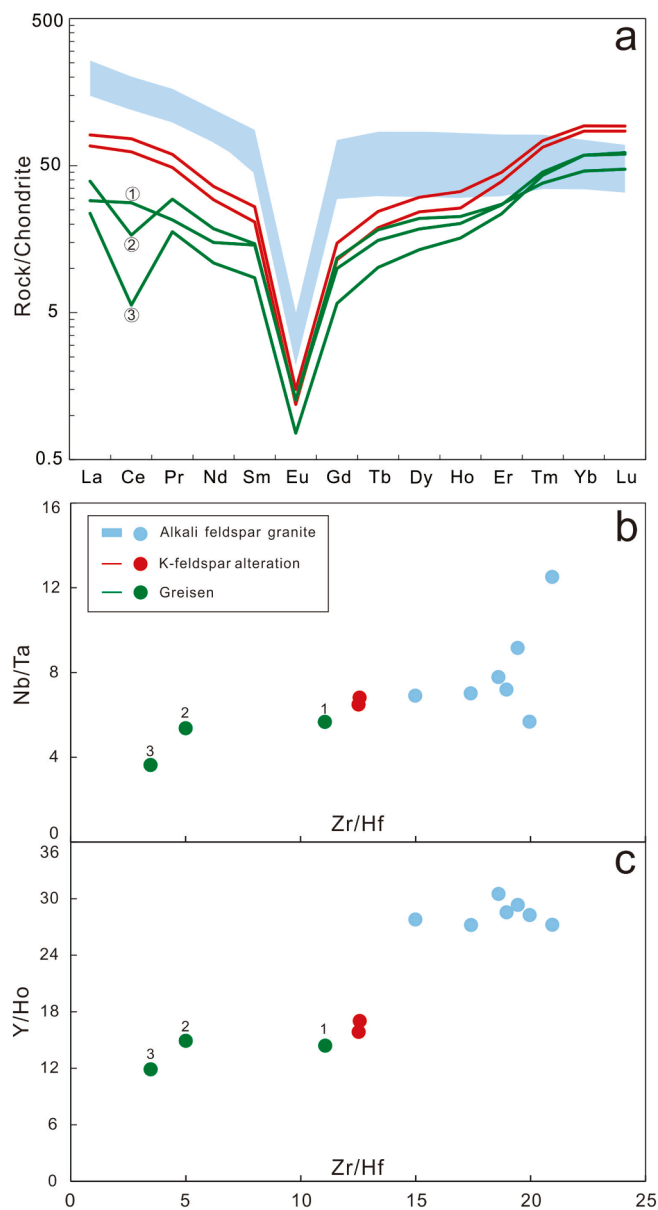 a
500
50
5
0.5
Rock/Chondrite
①
②
③
La Ce Pr Nd Sm Eu Gd Tb Dy Ho Er Tm Yb Lu
b
16
12
8
4
0
Nb/Ta
Alkali feldspar granite
K-feldspar alteration
Greisen
1
2
3
Zr/Hf
c
36
30
24
18
12
6
0
Y/Ho
1
2
3
Zr/Hf
0 5 10 15 20 25